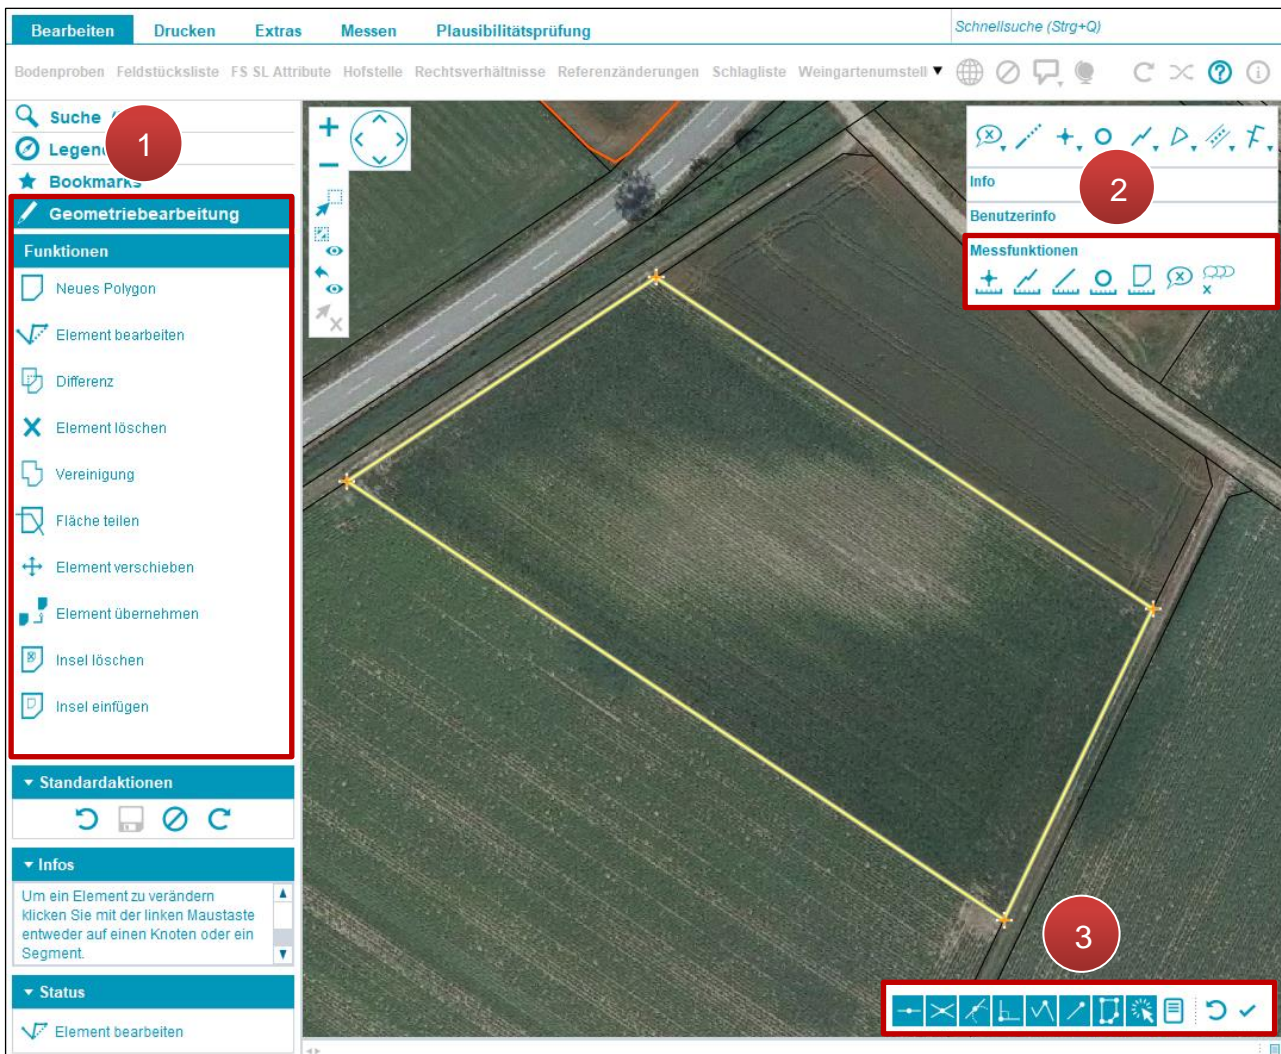 Bearbeiten Drucken Extras Messen Plausibilitätsprüfung Schnellsuche (Strg+Q)
Bodenproben Feldstücksliste FS SL Attribute Hofstelle Rechtsverhältnisse Referenzänderungen Schlagliste Weingartenumstell
Suche
1
Legen
Bookmarks
Geometriebearbeitung
Funktionen
Neues Polygon
Element bearbeiten
Differenz
Element löschen
Vereinigung
Fläche teilen
Element verschieben
Element übernehmen
Insel löschen
Insel einfügen
Standardaktionen
Infos
Um ein Element zu verändern
klicken Sie mit der linken Maustaste
entweder auf einen Knoten oder ein
Segment.
Status
Element bearbeiten
2
Info
Benutzerinfo
Messfunktionen
3